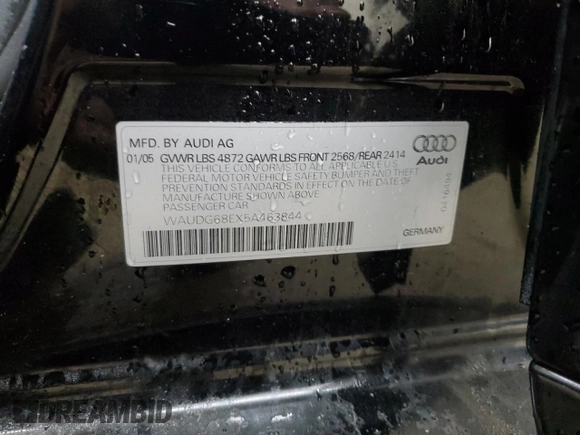 MFD. BY AUDI AG
01/05 GVWR LBS 4872 GAWR LBS FRONT 2568/REAR 2414
THIS VEHICLE CONFORMS TO ALL APPLICABLE U.S
FEDERAL MOTOR VEHICLE SAFETY BUMPER AND THEFT
PREVENTION STANDARDS IN EFFECT ON THE DATE OF
MANUFACTURE SHOWN ABOVE
PASSENGER CAR
WAUDG68EX5A463844
Audi
GERMANY
DREAMBID